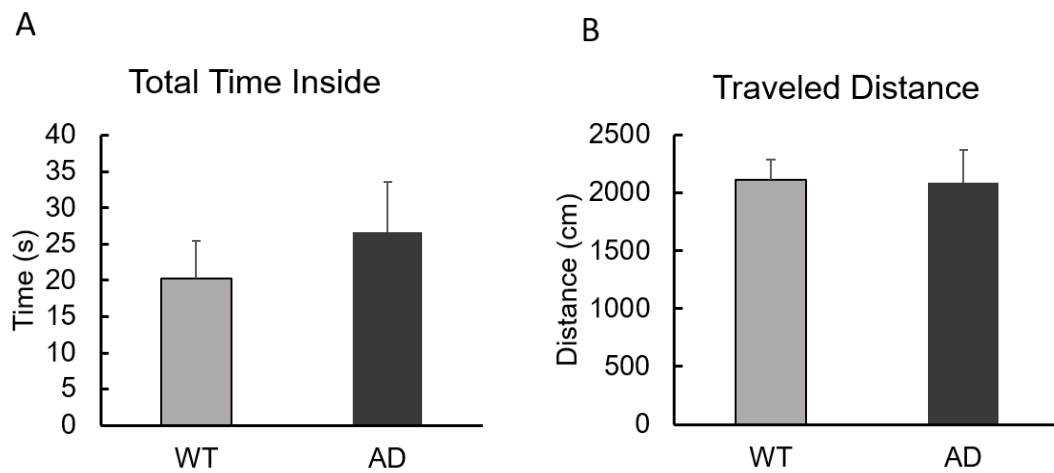 A
Total Time Inside
Time (s)
40
35
30
25
20
15
10
5
0
WT AD
B
Traveled Distance
Distance (cm)
2500
2000
1500
1000
500
0
WT AD